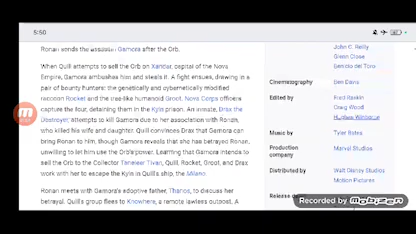 5:50
Ronan sends the assassin Gamora after the Orb.
When Quill attempts to sell the Orb on Xandar, capital of the Nova
Empire, Gamora ambushes him and steals it. A fight ensues, drawing in a
pair of bounty hunters: the genetically and cybernetically modified
raccoon Rocket and the tree-like humanoid Groot. Nova Corps officers
capture the four, detaining them in the Kyln prison. An inmate, Drax the
Destroyer, attempts to kill Gamora due to her association with Ronan,
who killed his wife and daughter. Quill convinces Drax that Gamora can
bring Ronan to him, though Gamora reveals that she has betrayed Ronan,
unwilling to let him use the Orb's power. Learning that Gamora intends to
sell the Orb to the Collector Taneleer Tivan, Quill, Rocket, Groot, and Drax
work with her to escape the Kyln in Quill's ship, the Milano.
Ronan meets with Gamora's adoptive father, Thanos, to discuss her
betrayal. Quill's group flees to Knowhere, a remote lawless outpost. A
John C. Reilly
Glenn Close
Benicio del Toro
Cinematography Ben Davis
Edited by Fred Raskin
Craig Wood
Hughes Winborne
Music by Tyler Bates
Production Marvel Studios
company
Distributed by Walt Disney Studios
Motion Pictures
Release dates
Recorded by mobizen